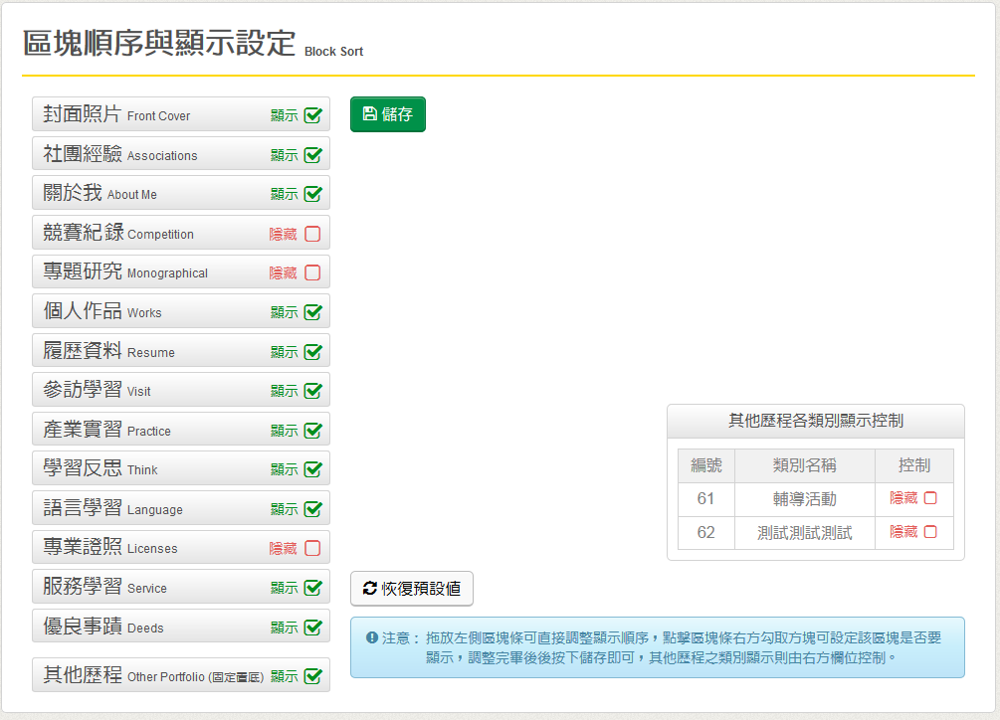 區塊順序與顯示設定 Block Sort
封面照片 Front Cover 顯示
儲存
社團經驗 Associations 顯示
關於我 About Me 顯示
競賽紀錄 Competition 隱藏
專題研究 Monographical 隱藏
個人作品 Works 顯示
履歷資料 Resume 顯示
參訪學習 Visit 顯示
產業實習 Practice 顯示
學習反思 Think 顯示
語言學習 Language 顯示
專業證照 Licenses 隱藏
服務學習 Service 顯示
優良事蹟 Deeds 顯示
其他歷程 Other Portfolio (固定置底) 顯示
其他歷程各類別顯示控制
編號 類別名稱 控制
61 輔導活動 隱藏
62 測試測試測試 隱藏
恢復預設值
注意： 拖放左側區塊條可直接調整顯示順序，點擊區塊條右方勾取方塊可設定該區塊是否要
顯示，調整完畢後後按下儲存即可，其他歷程之類別顯示則由右方欄位控制。